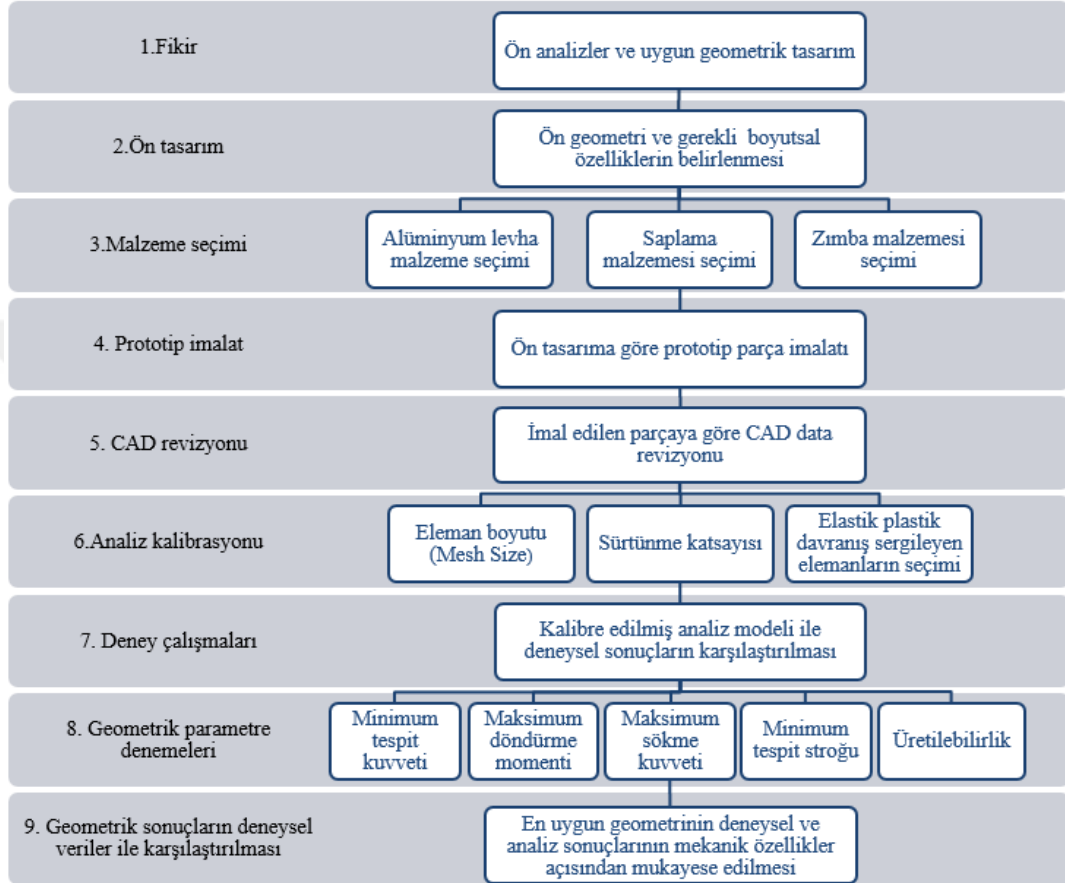 1.Fikir
Ön analizler ve uygun geometrik tasarım
2.Ön tasarım
Ön geometri ve gerekli boyutsal
özelliklerin belirlenmesi
3.Malzeme seçimi
Alüminyum levha
malzeme seçimi
Saplama
malzemesi seçimi
Zımba malzemesi
seçimi
4. Prototip imalat
Ön tasarıma göre prototip parça imalatı
5. CAD revizyonu
İmal edilen parçaya göre CAD data
revizyonu
6.Analiz kalibrasyonu
Eleman boyutu
(Mesh Size)
Sürtünme katsayısı
Elastik plastik
davranış sergileyen
elemanların seçimi
7. Deney çalışmaları
Kalibre edilmiş analiz modeli ile
deneysel sonuçların karşılaştırılması
8. Geometrik parametre
denemeleri
Minimum
tespit
kuvveti
Maksimum
döndürme
momenti
Maksimum
sökme
kuvveti
Minimum
tespit stroğu
Üretilebilirlik
9. Geometrik sonuçların deneysel
veriler ile karşılaştırılması
En uygun geometrinin deneysel ve
analiz sonuçlarının mekanik özellikler
açısından mukayese edilmesi